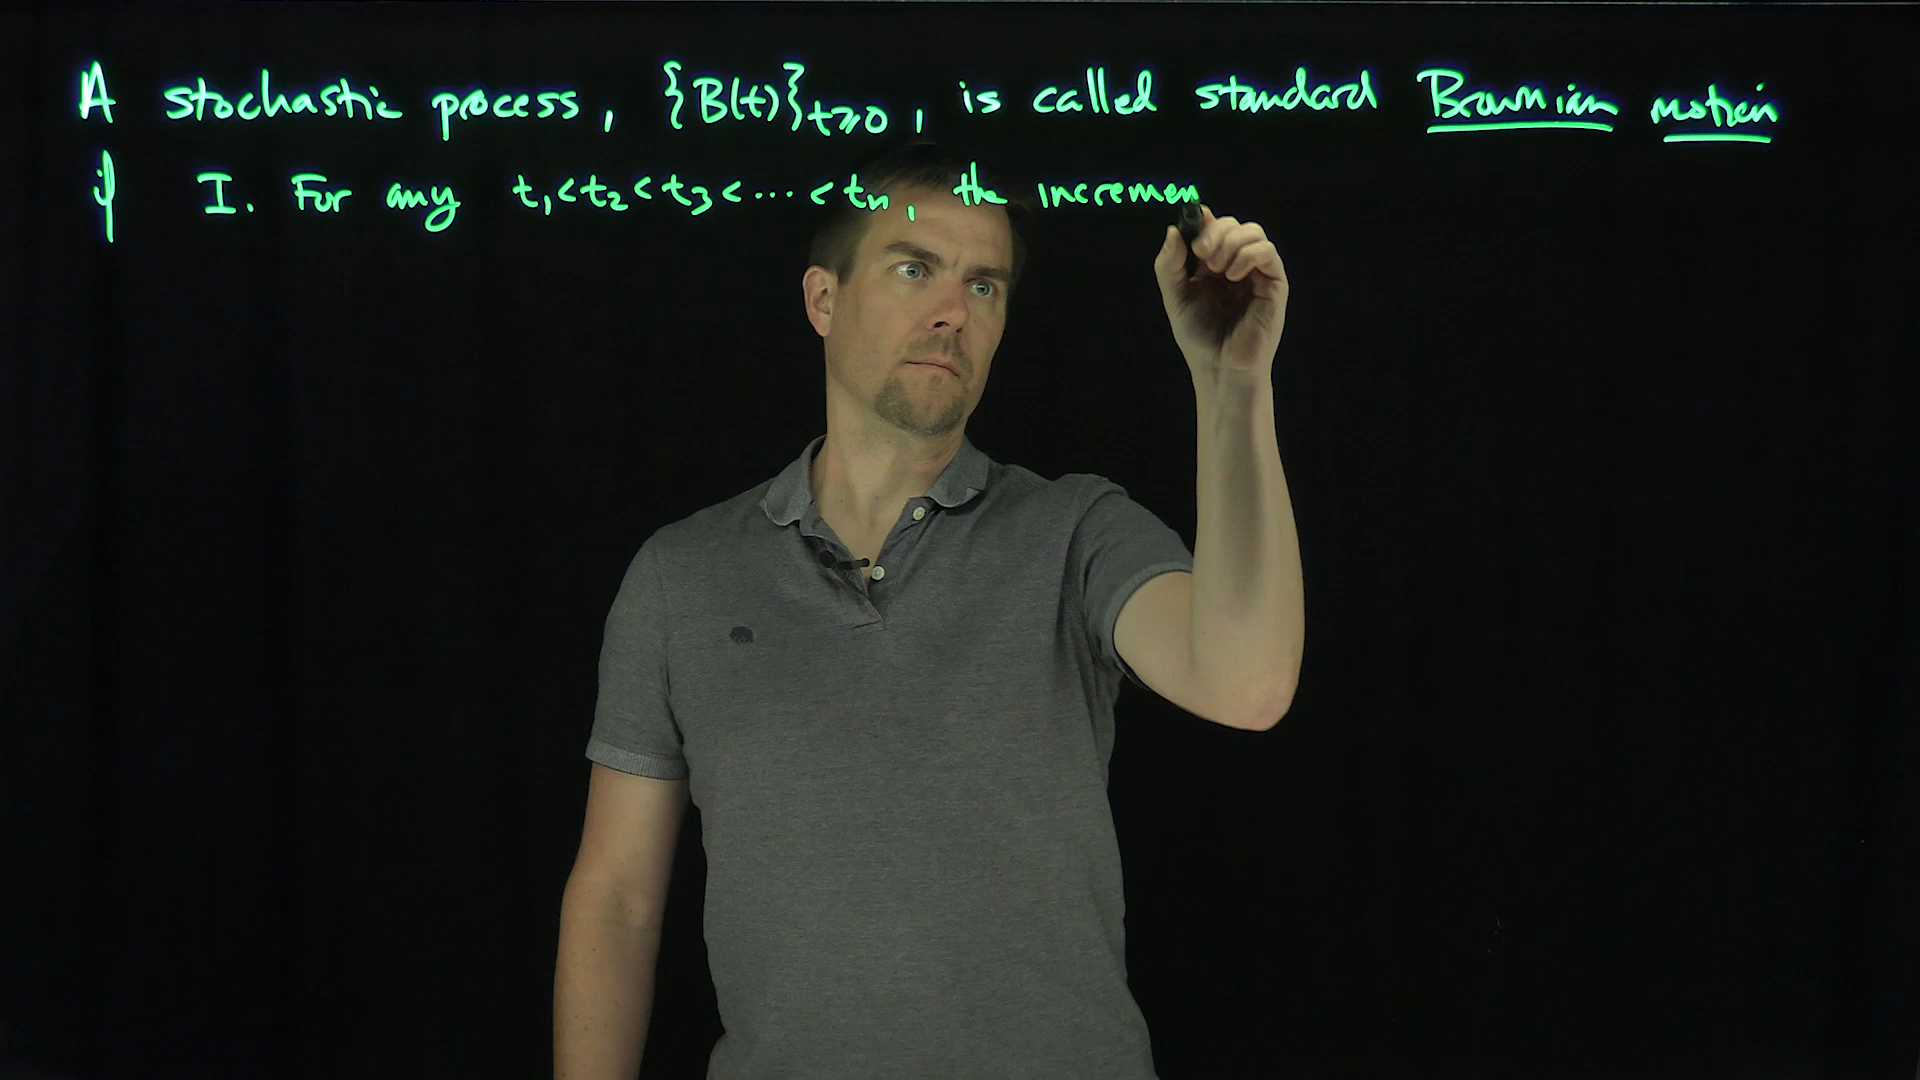 A stochastic process, {B(t)}t≥0, is called standard Brownian motion
if I. For any t1<t2<t3<...<tn, the incremen